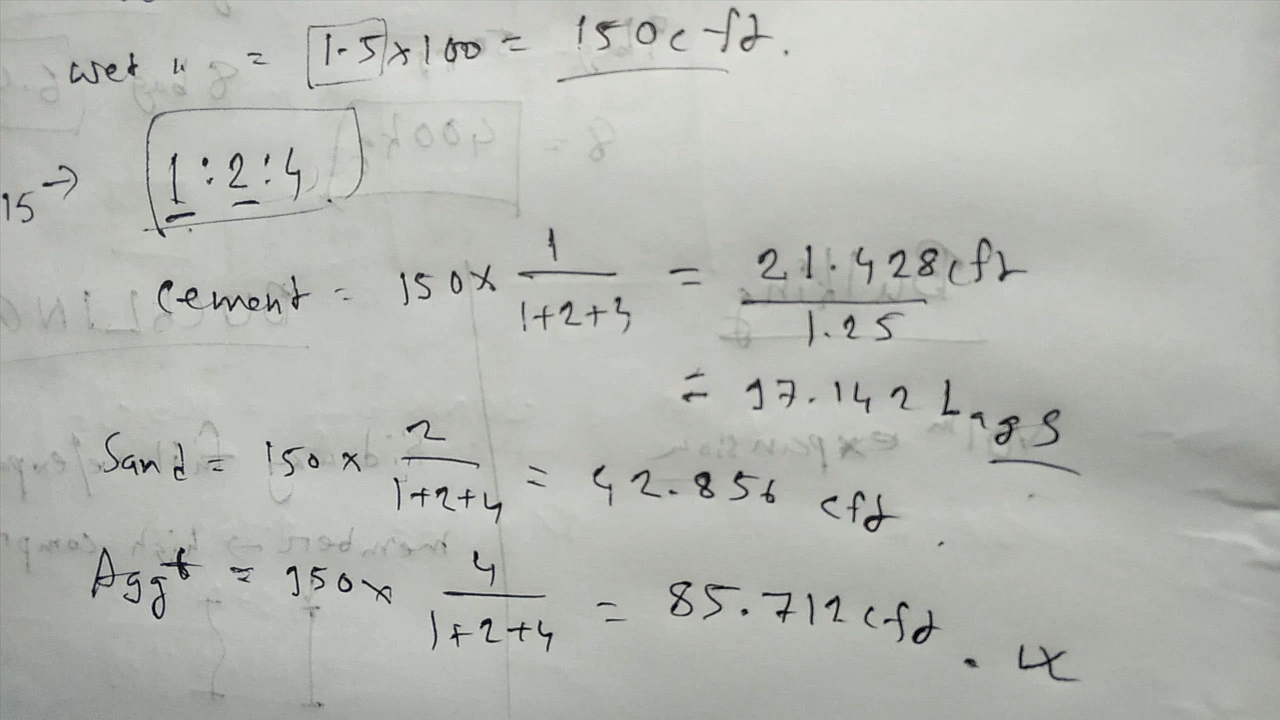 wet " = 1.5 x 100 = 150 cft.
15 → 1:2:4
cement = 150 x 1/(1+2+4) = 21.428 cft/1.25
= 17.142 bags
Sand = 150 x 2/(1+2+4) = 42.856 cft.
Aggt = 150 x 4/(1+2+4) = 85.712 cft.